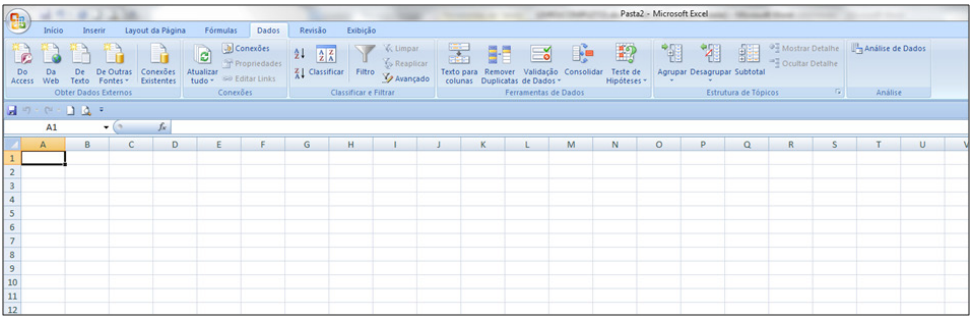 Pasta2 - Microsoft Excel
Início Inserir Layout da Página Fórmulas Dados Revisão Exibição
Do Access
Da Web
De Texto
De Outras Fontes
Conexões Existentes
Obter Dados Externos
Atualizar tudo
Conexões
Propriedades
Editar Links
Conexões
A Z
Z A
A Z Z A
Classificar
Filtro
Limpar
Reaplicar
Avançado
Classificar e Filtrar
Texto para colunas
Remover Duplicatas
Validação de Dados
Consolidar
Teste de Hipóteses
Ferramentas de Dados
Agrupar
Desagrupar
Subtotal
Mostrar Detalhe
Ocultar Detalhe
Estrutura de Tópicos
Análise de Dados
Análise
A1 fx
A B C D E F G H I J K L M N O P Q R S T U V
1
2
3
4
5
6
7
8
9
10
11
12